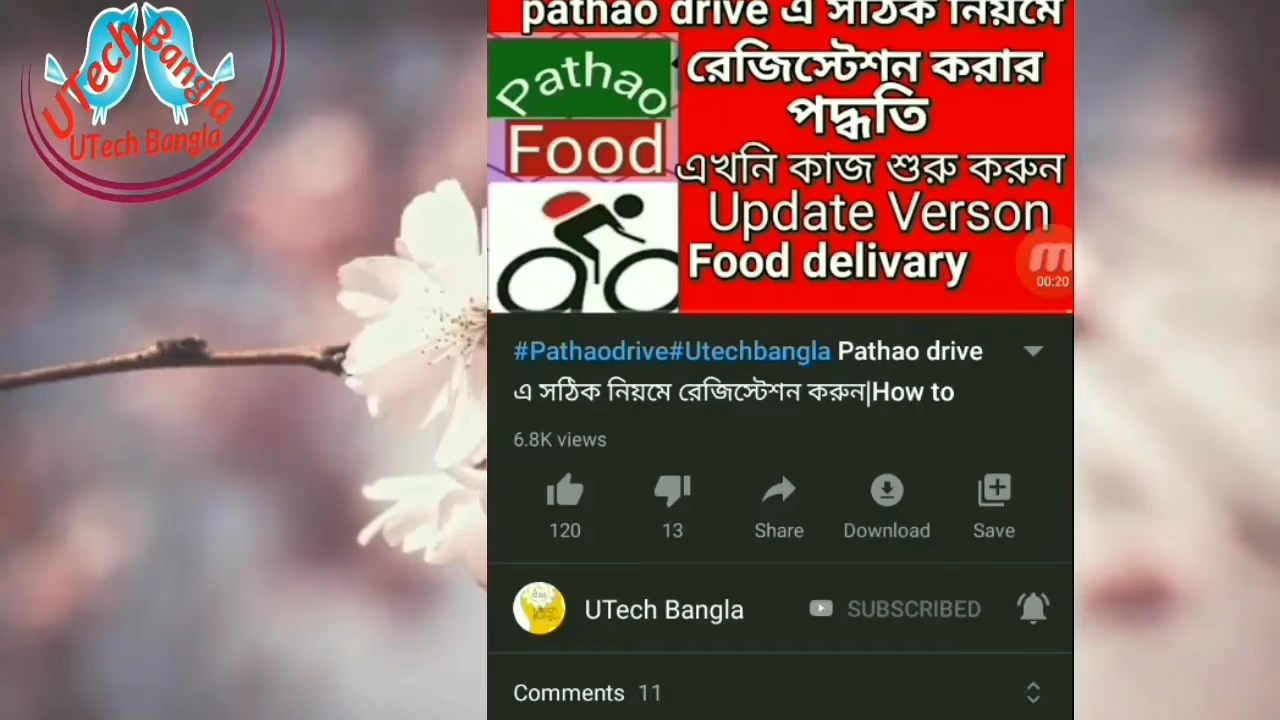 UTech Bangla
UTech Bangla
pathao drive এ সঠিক নিয়মে
রেজিস্টেশন করার
পদ্ধতি
Pathao
Food
এখনি কাজ শুরু করুন
Update Verson
Food delivary
00:20
#Pathaodrive#Utechbangla Pathao drive
এ সঠিক নিয়মে রেজিস্টেশন করুন|How to
6.8K views
120
13
Share
Download
Save
UTech Bangla
SUBSCRIBED
Comments 11